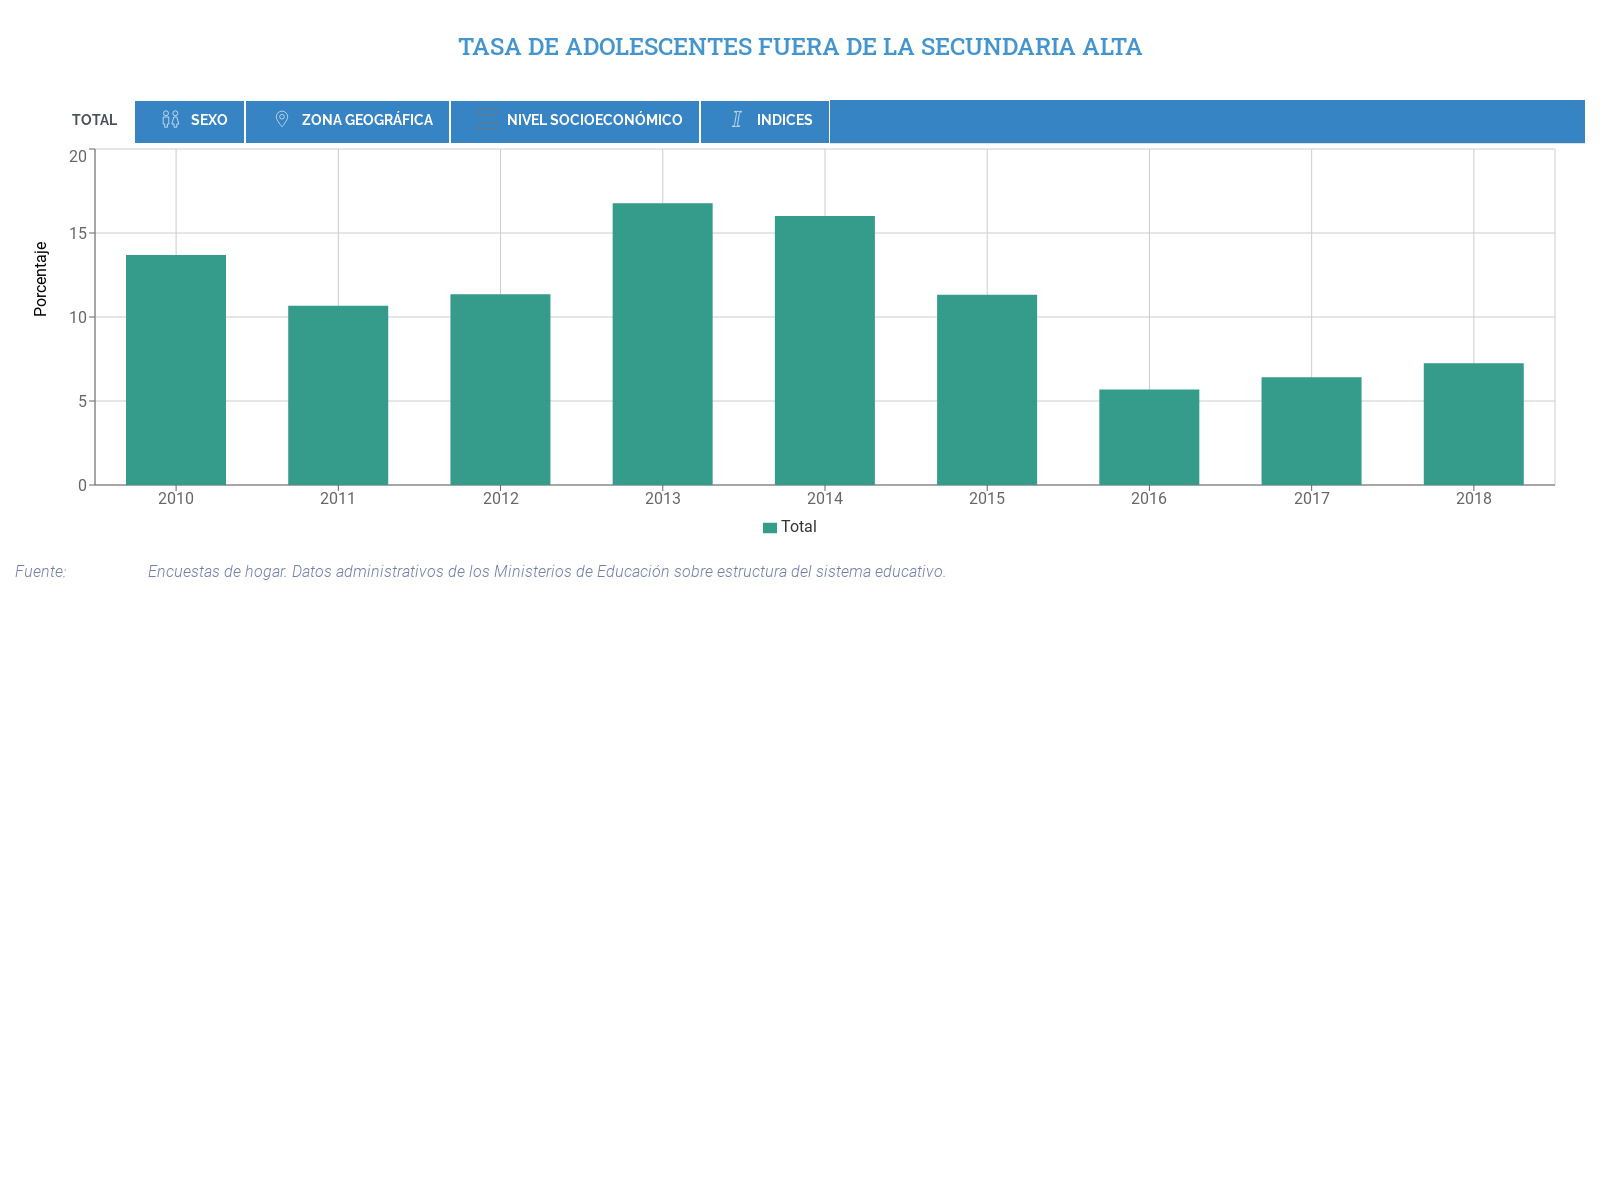 TASA DE ADOLESCENTES FUERA DE LA SECUNDARIA ALTA
TOTAL SEXO ZONA GEOGRÁFICA NIVEL SOCIOECONÓMICO INDICES
20
15
10
5
0
Porcentaje
2010 2011 2012 2013 2014 2015 2016 2017 2018
Total
Fuente: Encuestas de hogar. Datos administrativos de los Ministerios de Educación sobre estructura del sistema educativo.